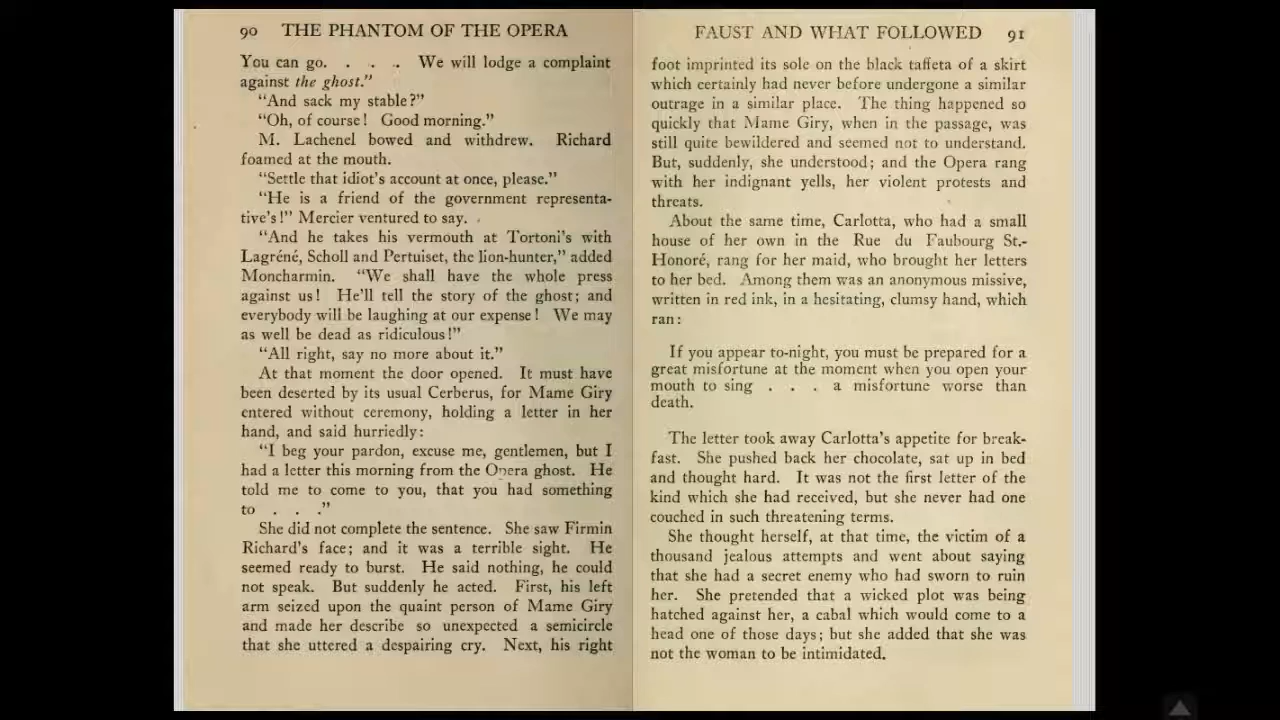 90 THE PHANTOM OF THE OPERA
You can go. . . . We will lodge a complaint
against the ghost."
"And sack my stable?"
"Oh, of course! Good morning."
M. Lachenel bowed and withdrew. Richard
foamed at the mouth.
"Settle that idiot's account at once, please."
"He is a friend of the government representa-
tive's!" Mercier ventured to say.
"And he takes his vermouth at Tortoni's with
Lagréné, Scholl and Pertuiset, the lion-hunter," added
Moncharmin. "We shall have the whole press
against us! He'll tell the story of the ghost; and
everybody will be laughing at our expense! We may
as well be dead as ridiculous!"
"All right, say no more about it."
At that moment the door opened. It must have
been deserted by its usual Cerberus, for Mame Giry
entered without ceremony, holding a letter in her
hand, and said hurriedly:
"I beg your pardon, excuse me, gentlemen, but I
had a letter this morning from the Opera ghost. He
told me to come to you, that you had something
to . . ."
She did not complete the sentence. She saw Firmin
Richard's face; and it was a terrible sight. He
seemed ready to burst. He said nothing, he could
not speak. But suddenly he acted. First, his left
arm seized upon the quaint person of Mame Giry
and made her describe so unexpected a semicircle
that she uttered a despairing cry. Next, his right
FAUST AND WHAT FOLLOWED 91
foot imprinted its sole on the black taffeta of a skirt
which certainly had never before undergone a similar
outrage in a similar place. The thing happened so
quickly that Mame Giry, when in the passage, was
still quite bewildered and seemed not to understand.
But, suddenly, she understood; and the Opera rang
with her indignant yells, her violent protests and
threats.
About the same time, Carlotta, who had a small
house of her own in the Rue du Faubourg St.-
Honoré, rang for her maid, who brought her letters
to her bed. Among them was an anonymous missive,
written in red ink, in a hesitating, clumsy hand, which
ran:
If you appear to-night, you must be prepared for a
great misfortune at the moment when you open your
mouth to sing . . . a misfortune worse than
death.
The letter took away Carlotta's appetite for break-
fast. She pushed back her chocolate, sat up in bed
and thought hard. It was not the first letter of the
kind which she had received, but she never had one
couched in such threatening terms.
She thought herself, at that time, the victim of a
thousand jealous attempts and went about saying
that she had a secret enemy who had sworn to ruin
her. She pretended that a wicked plot was being
hatched against her, a cabal which would come to a
head one of those days; but she added that she was
not the woman to be intimidated.